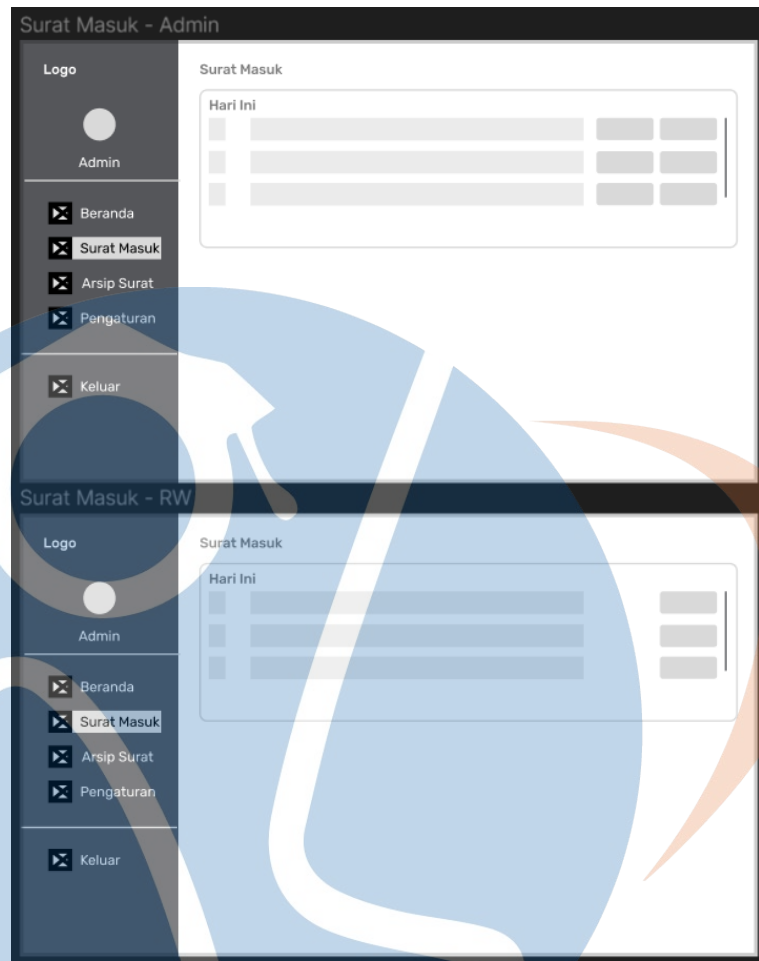 Surat Masuk - Admin
Logo
Admin
Beranda
Surat Masuk
Arsip Surat
Pengaturan
Keluar
Surat Masuk
Hari Ini
Surat Masuk - RW
Logo
Admin
Beranda
Surat Masuk
Arsip Surat
Pengaturan
Keluar
Surat Masuk
Hari Ini